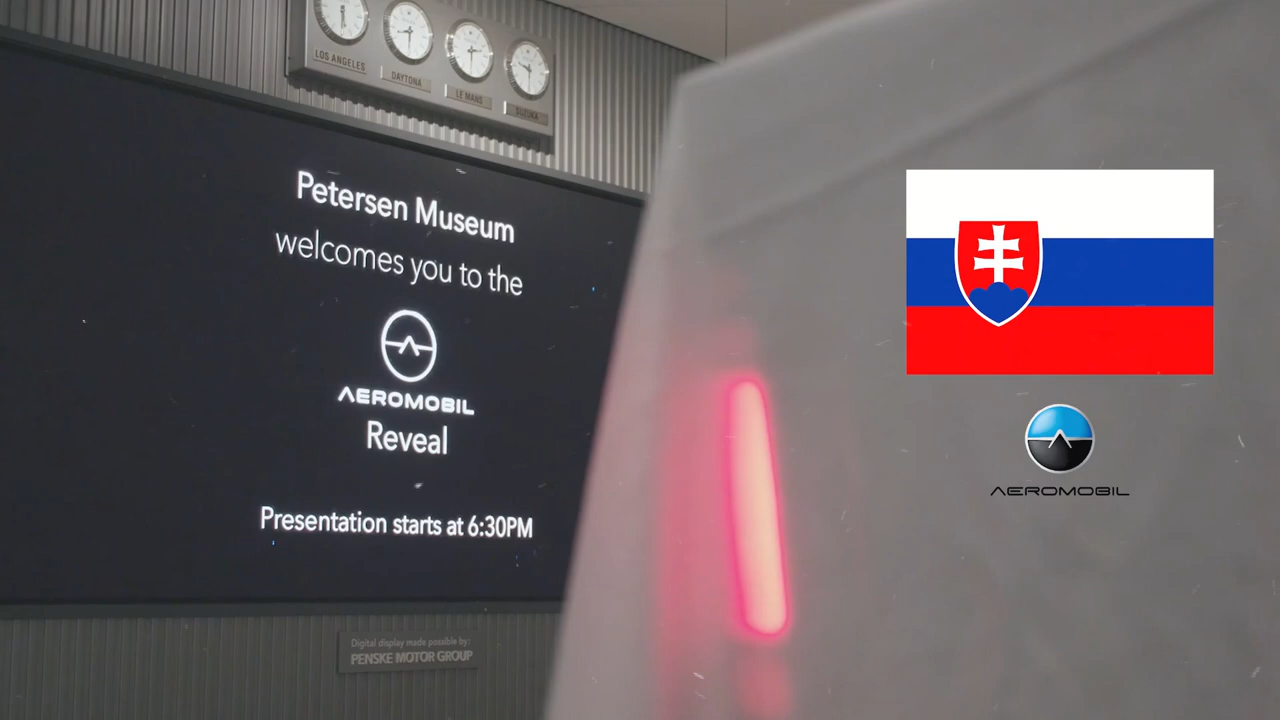 LOS ANGELES
DAYTONA
LE MANS
SUZUKA
Petersen Museum
welcomes you to the
AEROMOBIL
Reveal
Presentation starts at 6:30PM
Digital display made possible by:
PENSKE MOTOR GROUP
AEROMOBIL